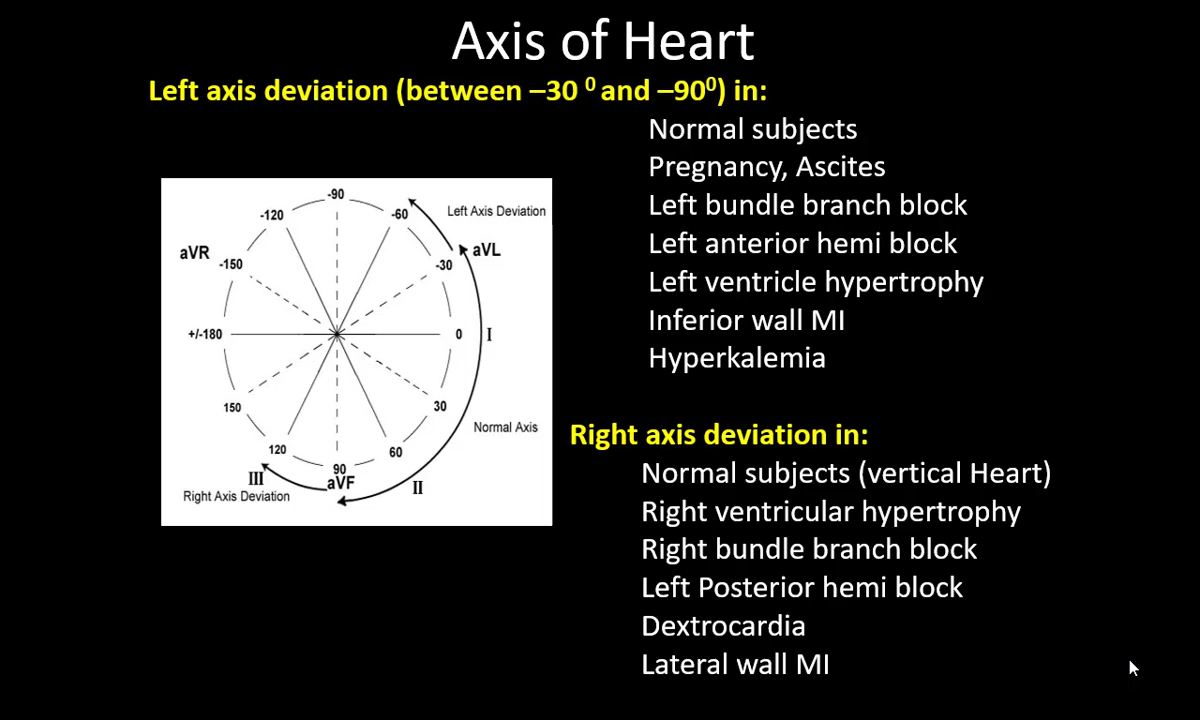 Axis of Heart
Left axis deviation (between –30 ⁰ and –90⁰) in:
Normal subjects
Pregnancy, Ascites
Left bundle branch block
Left anterior hemi block
Left ventricle hypertrophy
Inferior wall MI
Hyperkalemia
-90
-120
-60
Left Axis Deviation
aVR
aVL
-150
-30
+/-180
0
I
150
30
Normal Axis
120
60
90
III
aVF
II
Right Axis Deviation
Right axis deviation in:
Normal subjects (vertical Heart)
Right ventricular hypertrophy
Right bundle branch block
Left Posterior hemi block
Dextrocardia
Lateral wall MI